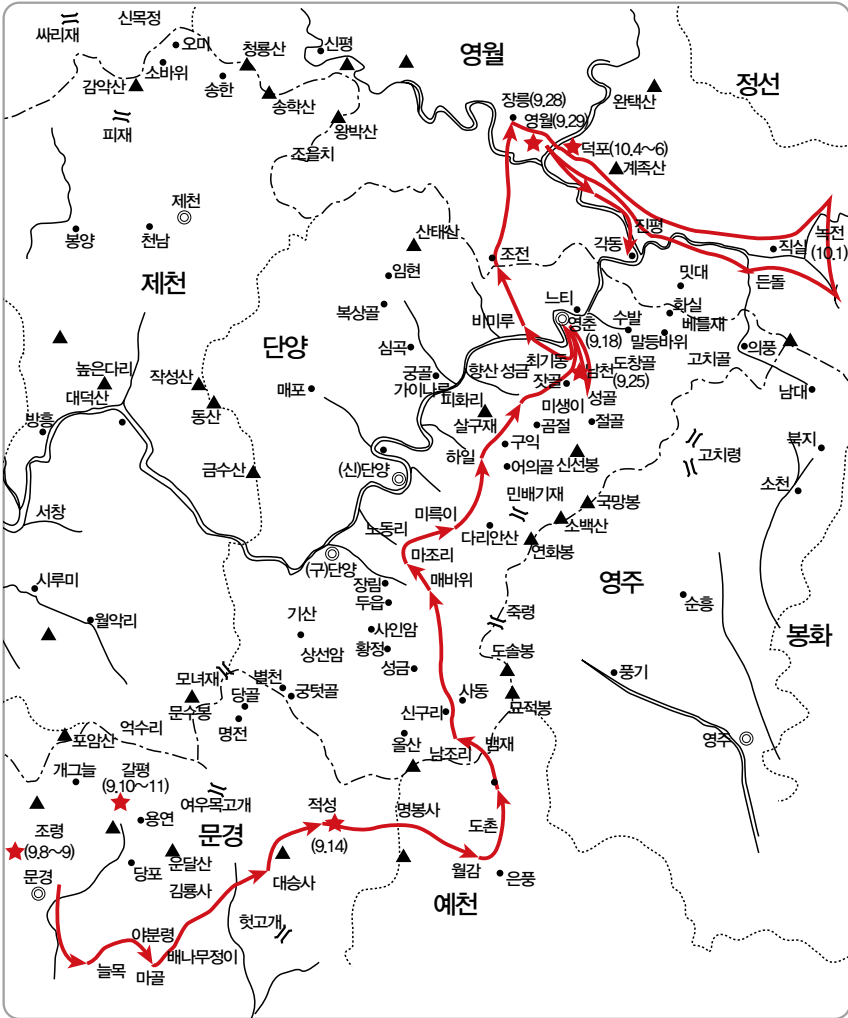 싸리재
신목정
오미
소바위
감악산
송한
청룡산
송학산
신평
영월
정선
완택산
왕박산
피재
조을치
장릉(9.28)
영월(9.29)
덕포(10.4~6)
계족산
제천
봉양
천남
산태산
조전
진평
각동
직실
녹전
(10.1)
든돌
밋대
제천
임현
복상골
느티
비미루
영춘
(9.18)
수발
화실
베틀재
말등바위
고치골
의풍
남대
단양
심곡
궁골
가이나루
향산
성금
최기동
남천
(9.25)
도창골
성골
잣골
미생이
절골
곰절
높은다리
대덕산
작성산
동산
매포
피화리
살구재
방흥
구익
하일
어의골
신선봉
고치령
북지
소천
금수산
(신)단양
민배기재
국망봉
소백산
연화봉
서창
노동리
미륵이
다리안산
마조리
매바위
(구)단양
시루미
월악리
장림
두읍
사인암
황정
성금
기산
상선암
영주
순흥
봉화
죽령
도솔봉
묘적봉
풍기
모녀재
문수봉
별천
당골
궁텃골
명전
사동
신구리
억수리
포암산
올산
남조리
뱀재
영주
개그늘
갈평
(9.10~11)
여우목고개
용연
조령
(9.8~9)
문경
적성
(9.14)
명봉사
도촌
문경
당포
운달산
김룡사
대승사
월감
은풍
예천
헛고개
야분령
배나무정이
늘목
마골